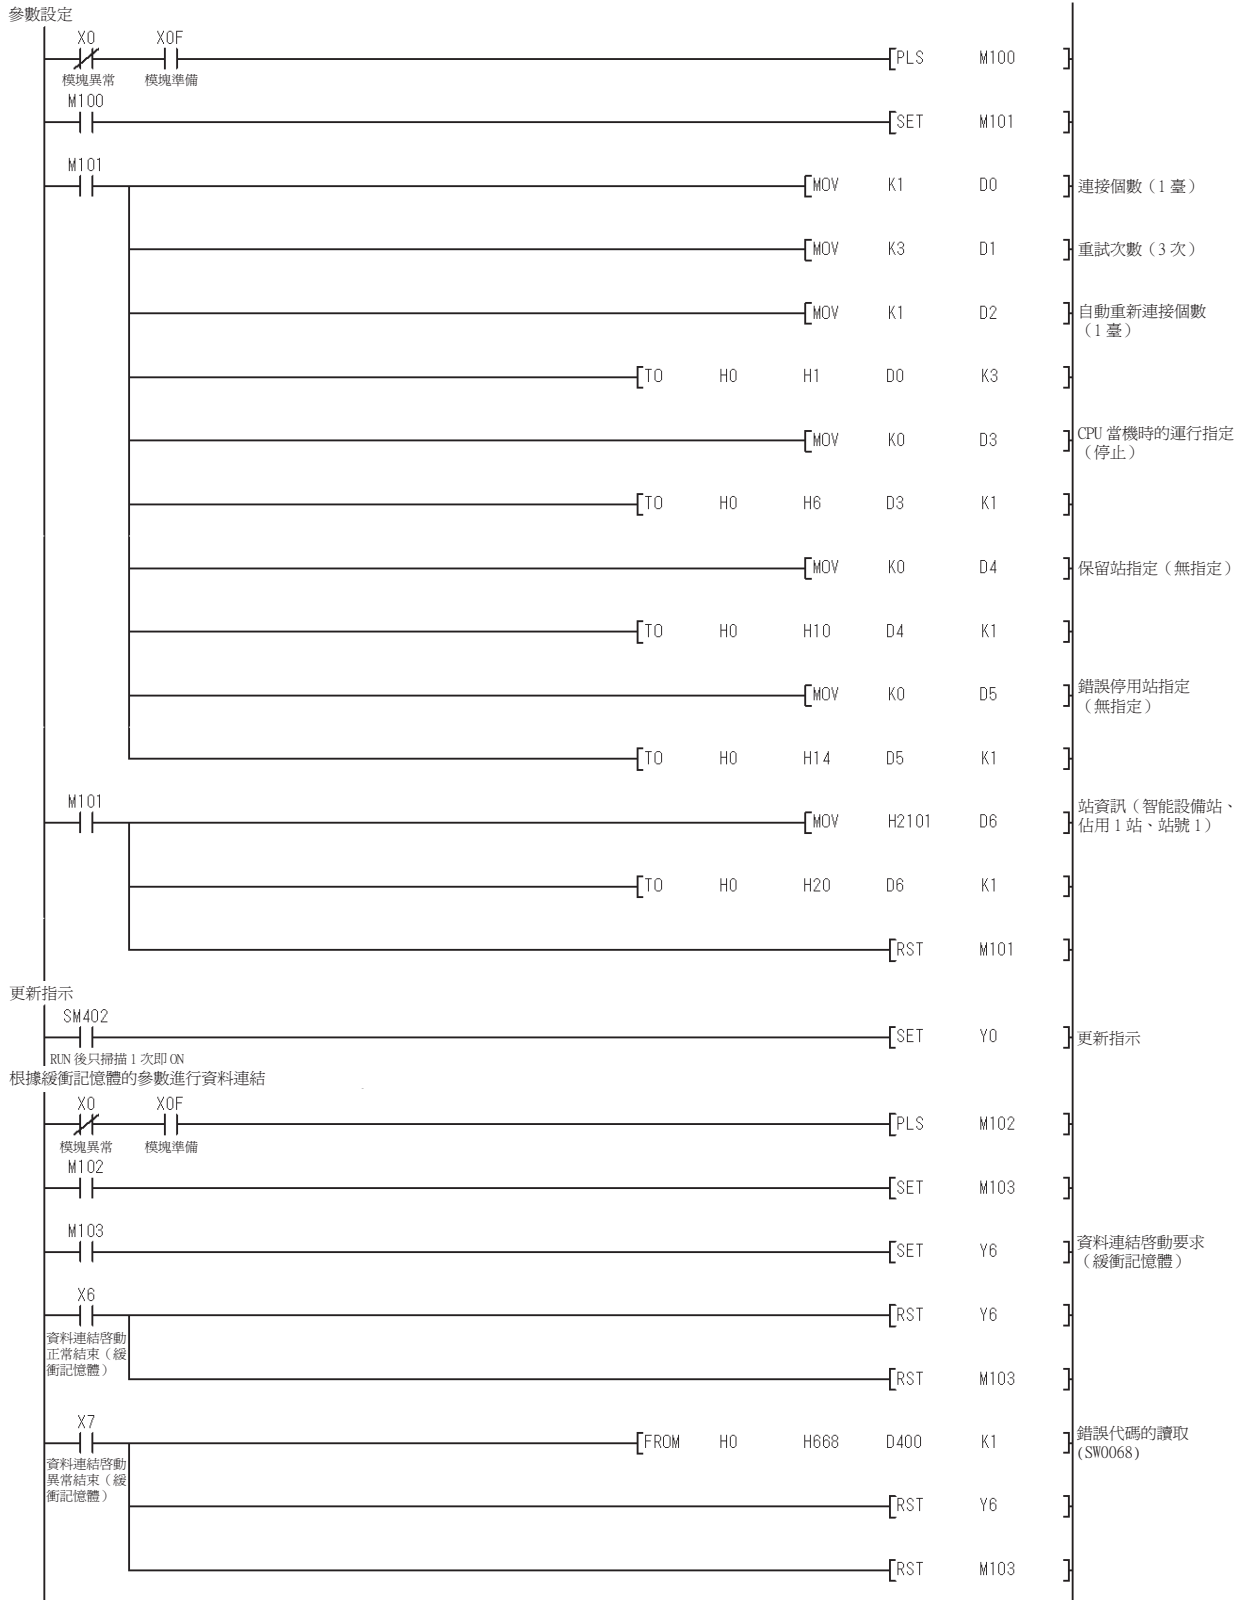 參數設定
X0 X0F
[PLS M100 ]
模塊異常 模塊準備
M100
[SET M101 ]
M101
[MOV K1 D0 ] 連接個數（1 臺）
[MOV K3 D1 ] 重試次數（3 次）
[MOV K1 D2 ] 自動重新連接個數
（1 臺）
[TO H0 H1 D0 K3 ]
[MOV K0 D3 ] CPU 當機時的運行指定
（停止）
[TO H0 H6 D3 K1 ]
[MOV K0 D4 ] 保留站指定（無指定）
[TO H0 H10 D4 K1 ]
[MOV K0 D5 ] 錯誤停用站指定
（無指定）
[TO H0 H14 D5 K1 ]
M101
[MOV H2101 D6 ] 站資訊（智能設備站、
佔用 1 站、站號 1）
[TO H0 H20 D6 K1 ]
[RST M101 ]
更新指示
SM402
[SET Y0 ] 更新指示
RUN 後只掃描 1 次即 ON
根據緩衝記憶體的參數進行資料連結
X0 X0F
[PLS M102 ]
模塊異常 模塊準備
M102
[SET M103 ]
M103
[SET Y6 ] 資料連結啓動要求
（緩衝記憶體）
X6
[RST Y6 ]
資料連結啓動
正常結束（緩
衝記憶體）
[RST M103 ]
X7
[FROM H0 H668 D400 K1 ] 錯誤代碼的讀取
(SW0068)
資料連結啓動
異常結束（緩
衝記憶體）
[RST Y6 ]
[RST M103 ]